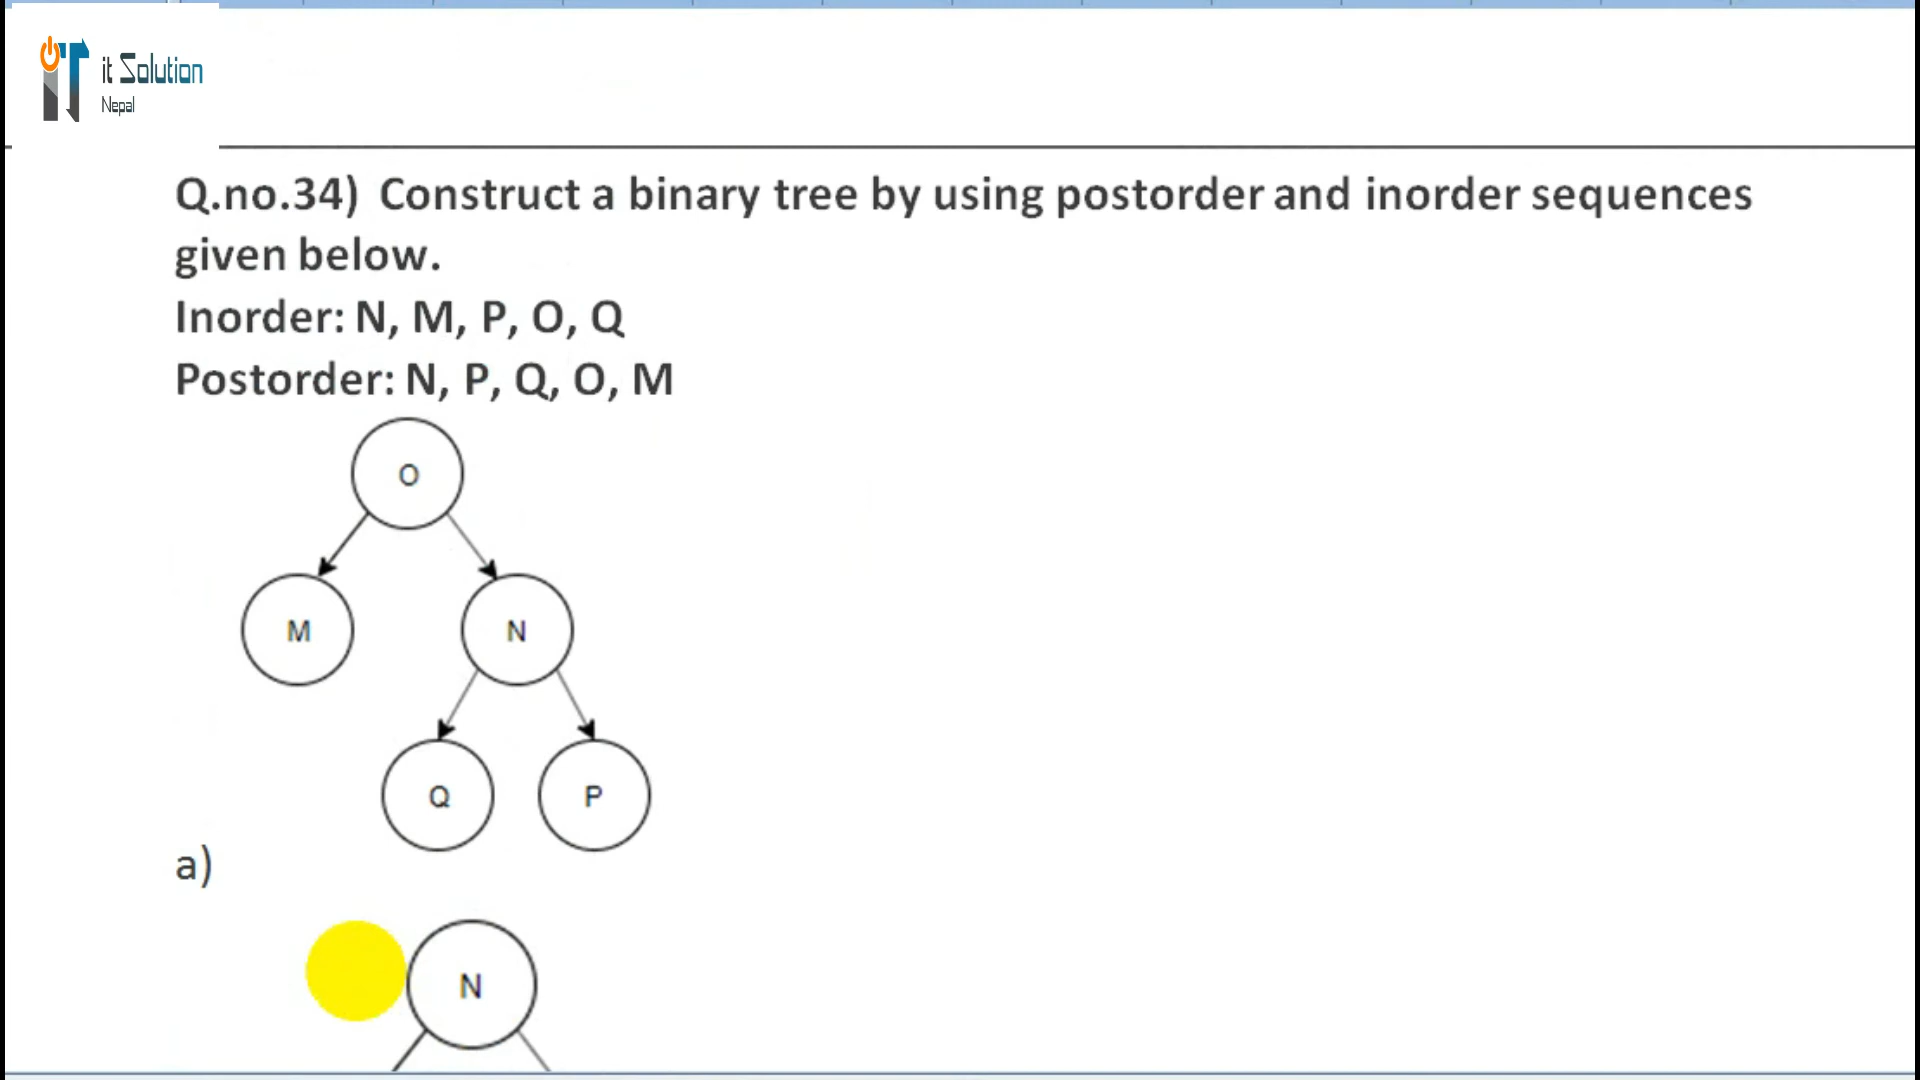 it Solution
Nepal
Q.no.34) Construct a binary tree by using postorder and inorder sequences
given below.
Inorder: N, M, P, O, Q
Postorder: N, P, Q, O, M
O
M N
Q P
a)
N